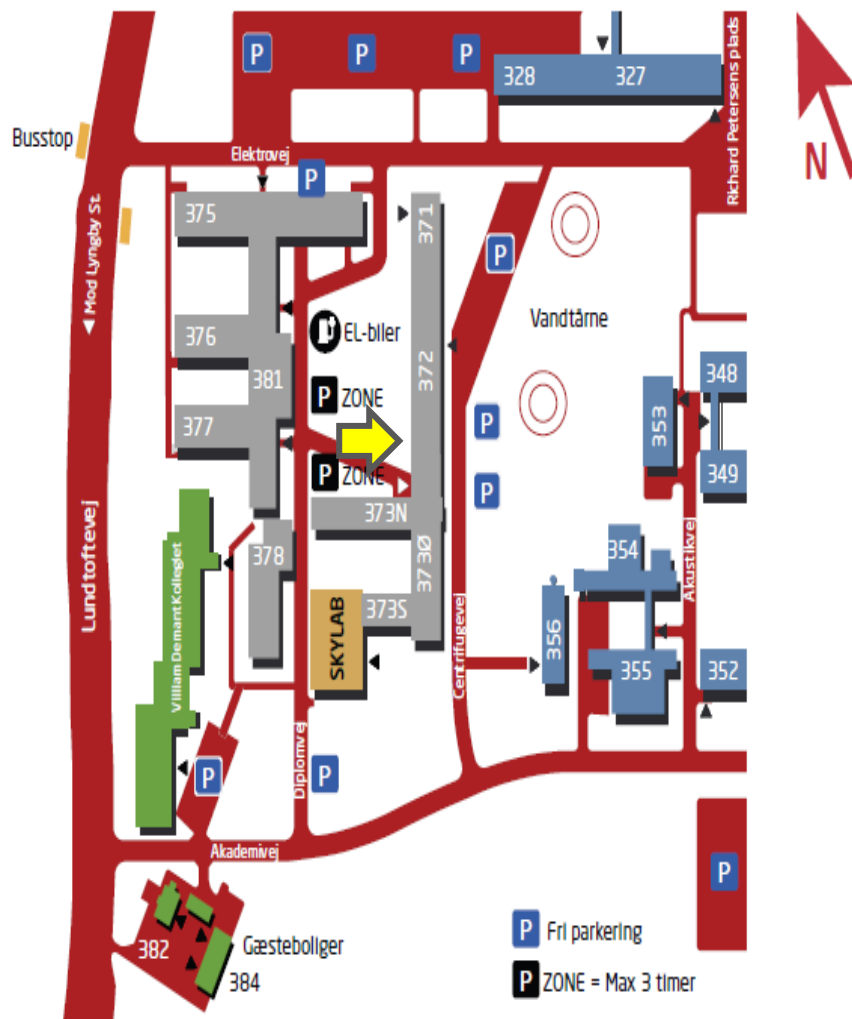 P
P
P
328
327
Richard Petersens plads
N
Busstop
Elektrovej
P
375
371
◀ Mod Lyngby St.
P
Vandtårne
EL-biler
376
372
381
348
P ZONE
353
377
P
349
P ZONE
P
373N
Lundtoftevej
378
373Ø
354
Akustikvej
Villiam Demant Kollegiet
SKYLAB
373S
356
355
352
Centrifugevej
Diplomvej
P
P
Akademivej
P
382
Gæsteboliger
384
P Fri parkering
P ZONE = Max 3 timer